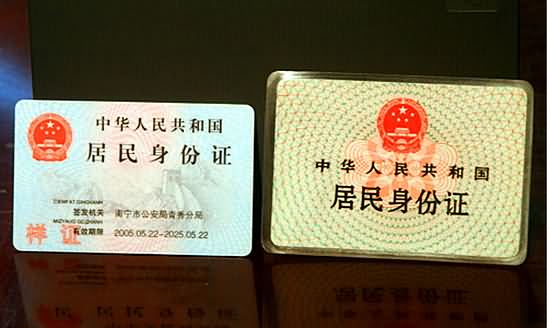 中华人民共和国
居民身份证
签发机关 南宁市公安局青秀分局
有效期限 2005.05.22-2025.05.22
样证
中华人民共和国
居民身份证